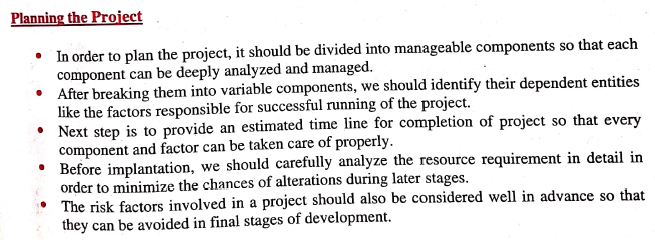 Planning the Project
• In order to plan the project, it should be divided into manageable components so that each
component can be deeply analyzed and managed.
• After breaking them into variable components, we should identify their dependent entities
like the factors responsible for successful running of the project.
• Next step is to provide an estimated time line for completion of project so that every
component and factor can be taken care of properly.
• Before implantation, we should carefully analyze the resource requirement in detail in
order to minimize the chances of alterations during later stages.
• The risk factors involved in a project should also be considered well in advance so that
they can be avoided in final stages of development.